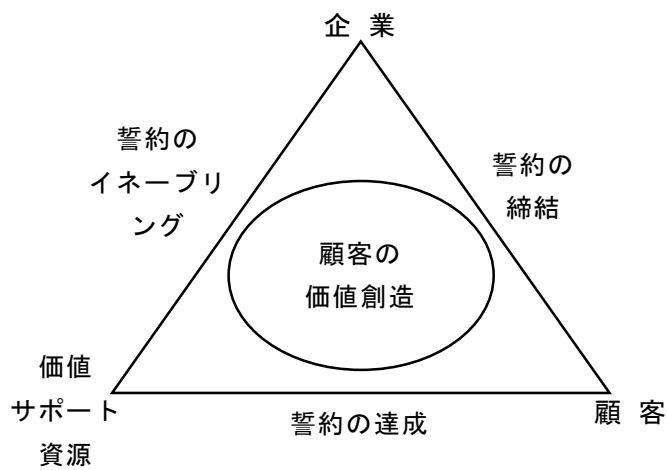 企 業
誓約の
イネーブリ
ング
誓約の
締結
顧客の
価値創造
価値
サポート
資源
誓約の達成
顧 客